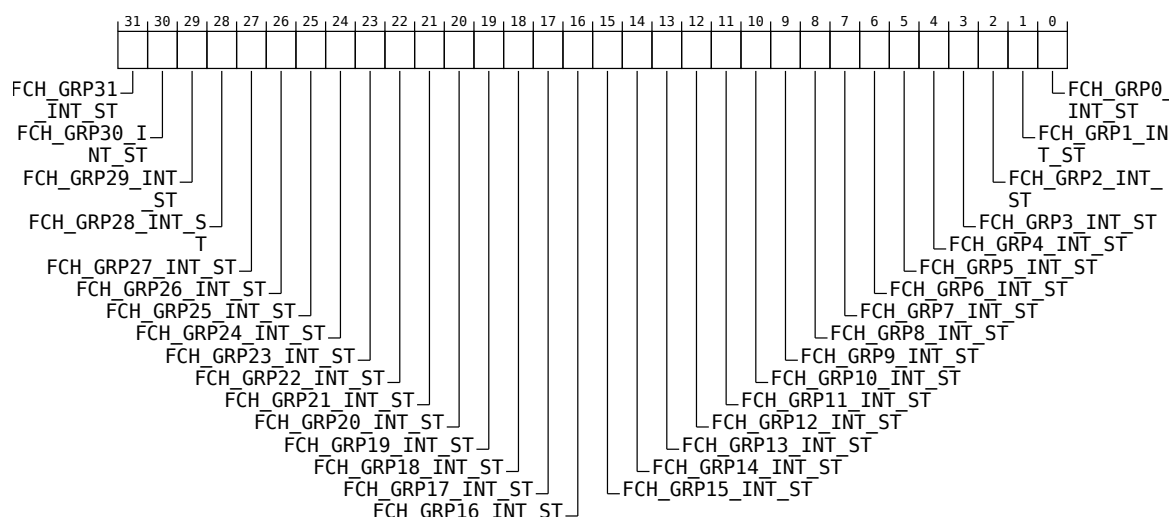 31 30 29 28 27 26 25 24 23 22 21 20 19 18 17 16 15 14 13 12 11 10 9 8 7 6 5 4 3 2 1 0
FCH_GRP31
_INT_ST
FCH_GRP30_I
NT_ST
FCH_GRP29_INT
_ST
FCH_GRP28_INT_S
T
FCH_GRP27_INT_ST
FCH_GRP26_INT_ST
FCH_GRP25_INT_ST
FCH_GRP24_INT_ST
FCH_GRP23_INT_ST
FCH_GRP22_INT_ST
FCH_GRP21_INT_ST
FCH_GRP20_INT_ST
FCH_GRP19_INT_ST
FCH_GRP18_INT_ST
FCH_GRP17_INT_ST
FCH_GRP16_INT_ST
FCH_GRP0_
INT_ST
FCH_GRP1_IN
T_ST
FCH_GRP2_INT_
ST
FCH_GRP3_INT_ST
FCH_GRP4_INT_ST
FCH_GRP5_INT_ST
FCH_GRP6_INT_ST
FCH_GRP7_INT_ST
FCH_GRP8_INT_ST
FCH_GRP9_INT_ST
FCH_GRP10_INT_ST
FCH_GRP11_INT_ST
FCH_GRP12_INT_ST
FCH_GRP13_INT_ST
FCH_GRP14_INT_ST
FCH_GRP15_INT_ST